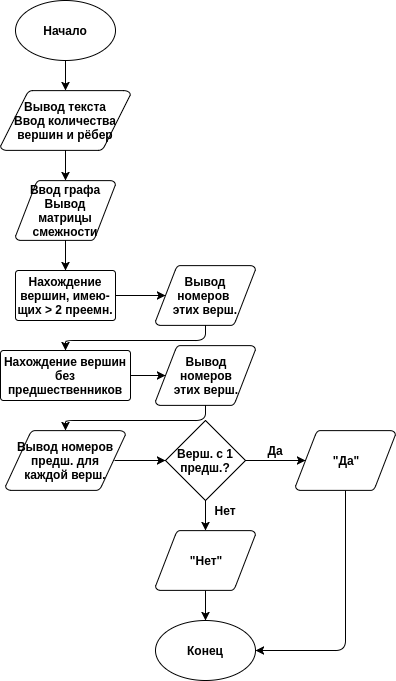 Начало
Вывод текста
Ввод количества
вершин и рёбер
Ввод графа
Вывод
матрицы
смежности
Нахождение
вершин, имею-
щих > 2 преемн.
Вывод
номеров
этих верш.
Нахождение вершин
без
предшественников
Вывод
номеров
этих верш.
Вывод номеров
предш. для
каждой верш.
Верш. с 1
предш.?
Да
"Да"
Нет
"Нет"
Конец